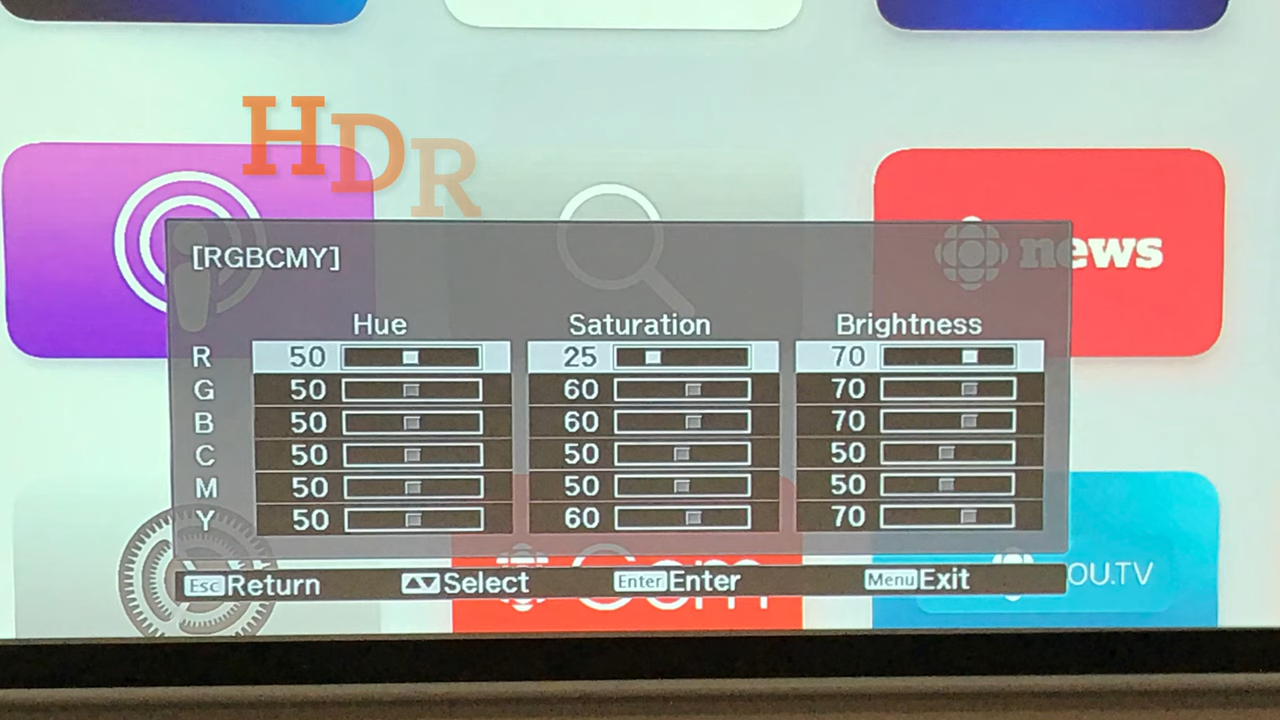 HDR
news
[RGBCMY]
Hue Saturation Brightness
R 50 25 70
G 50 60 70
B 50 60 70
C 50 50 50
M 50 50 50
Y 50 60 70
Com
OU.TV
Esc Return Select Enter Enter Menu Exit